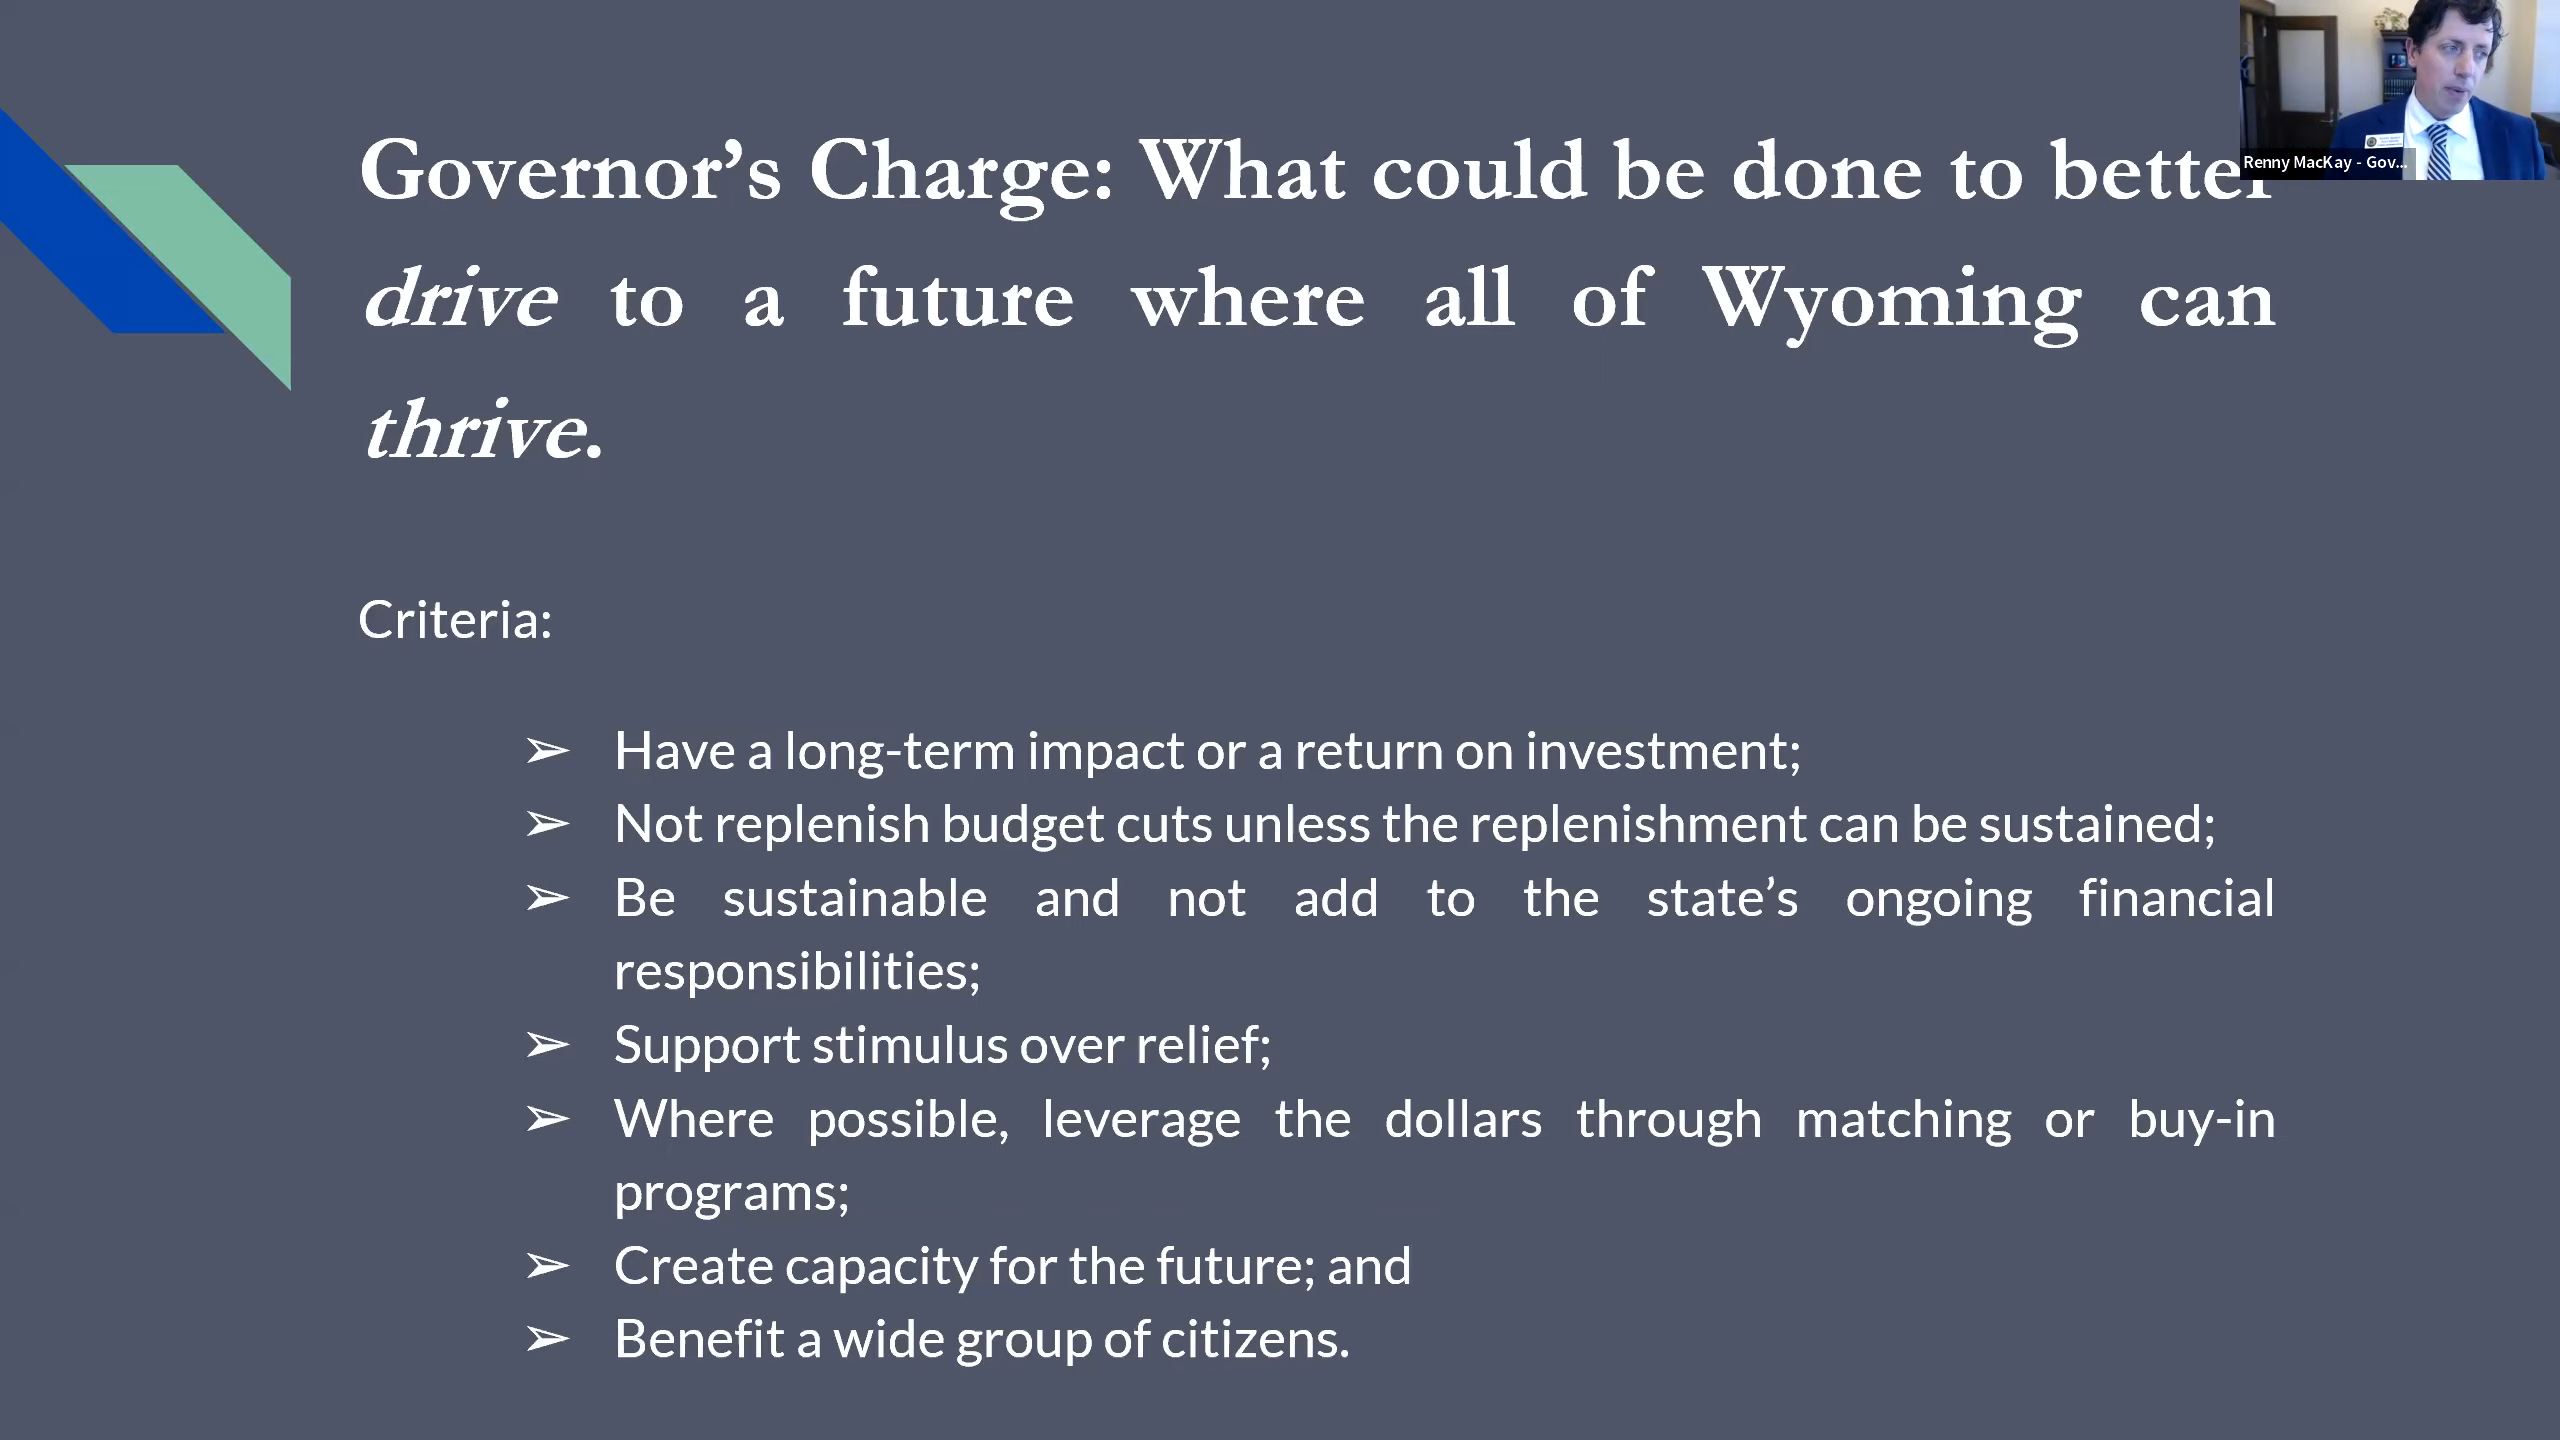 Governor’s Charge: What could be done to better
drive to a future where all of Wyoming can
thrive.
Renny MacKay - Gov...
Criteria:
➢ Have a long-term impact or a return on investment;
➢ Not replenish budget cuts unless the replenishment can be sustained;
➢ Be sustainable and not add to the state’s ongoing financial
responsibilities;
➢ Support stimulus over relief;
➢ Where possible, leverage the dollars through matching or buy-in
programs;
➢ Create capacity for the future; and
➢ Benefit a wide group of citizens.